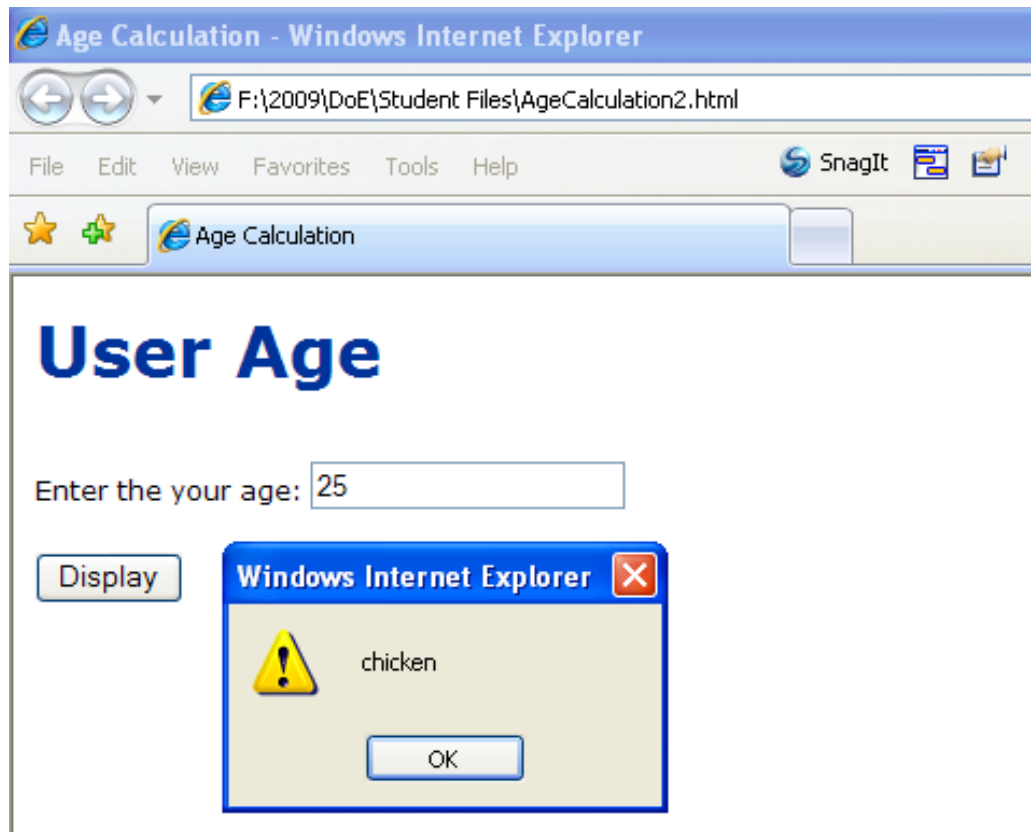 Age Calculation - Windows Internet Explorer
F:\2009\DoE\Student Files\AgeCalculation2.html
File Edit View Favorites Tools Help SnagIt
Age Calculation
User Age
Enter the your age: 25
Display
Windows Internet Explorer
chicken
OK